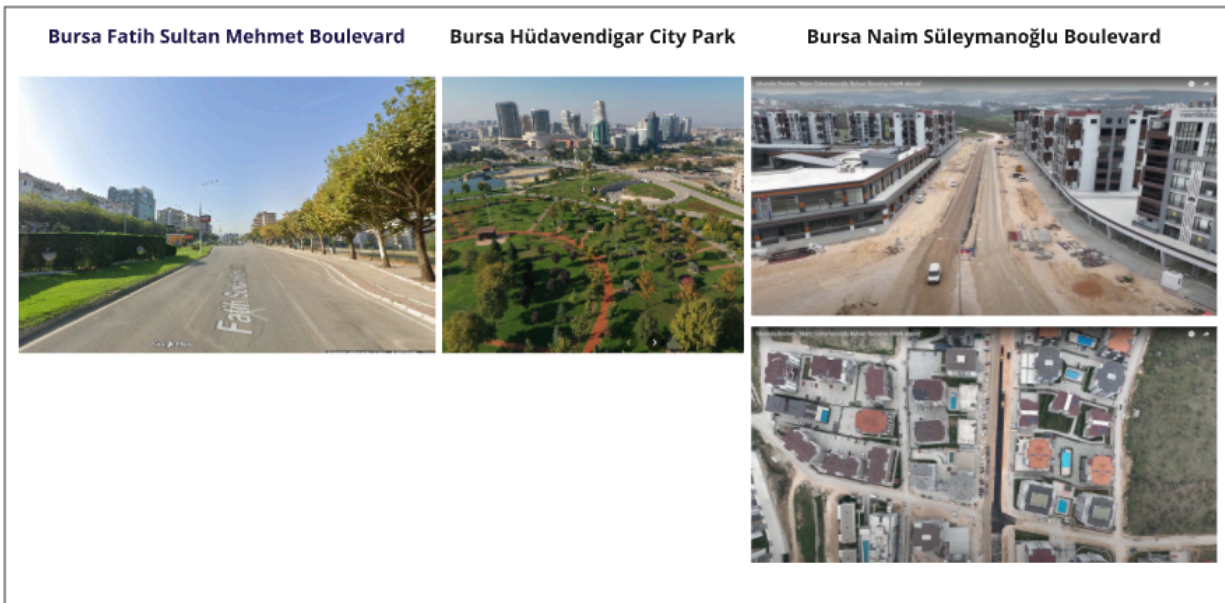 Bursa Fatih Sultan Mehmet Boulevard
Bursa Hüdavendigar City Park
Bursa Naim Süleymanoğlu Boulevard